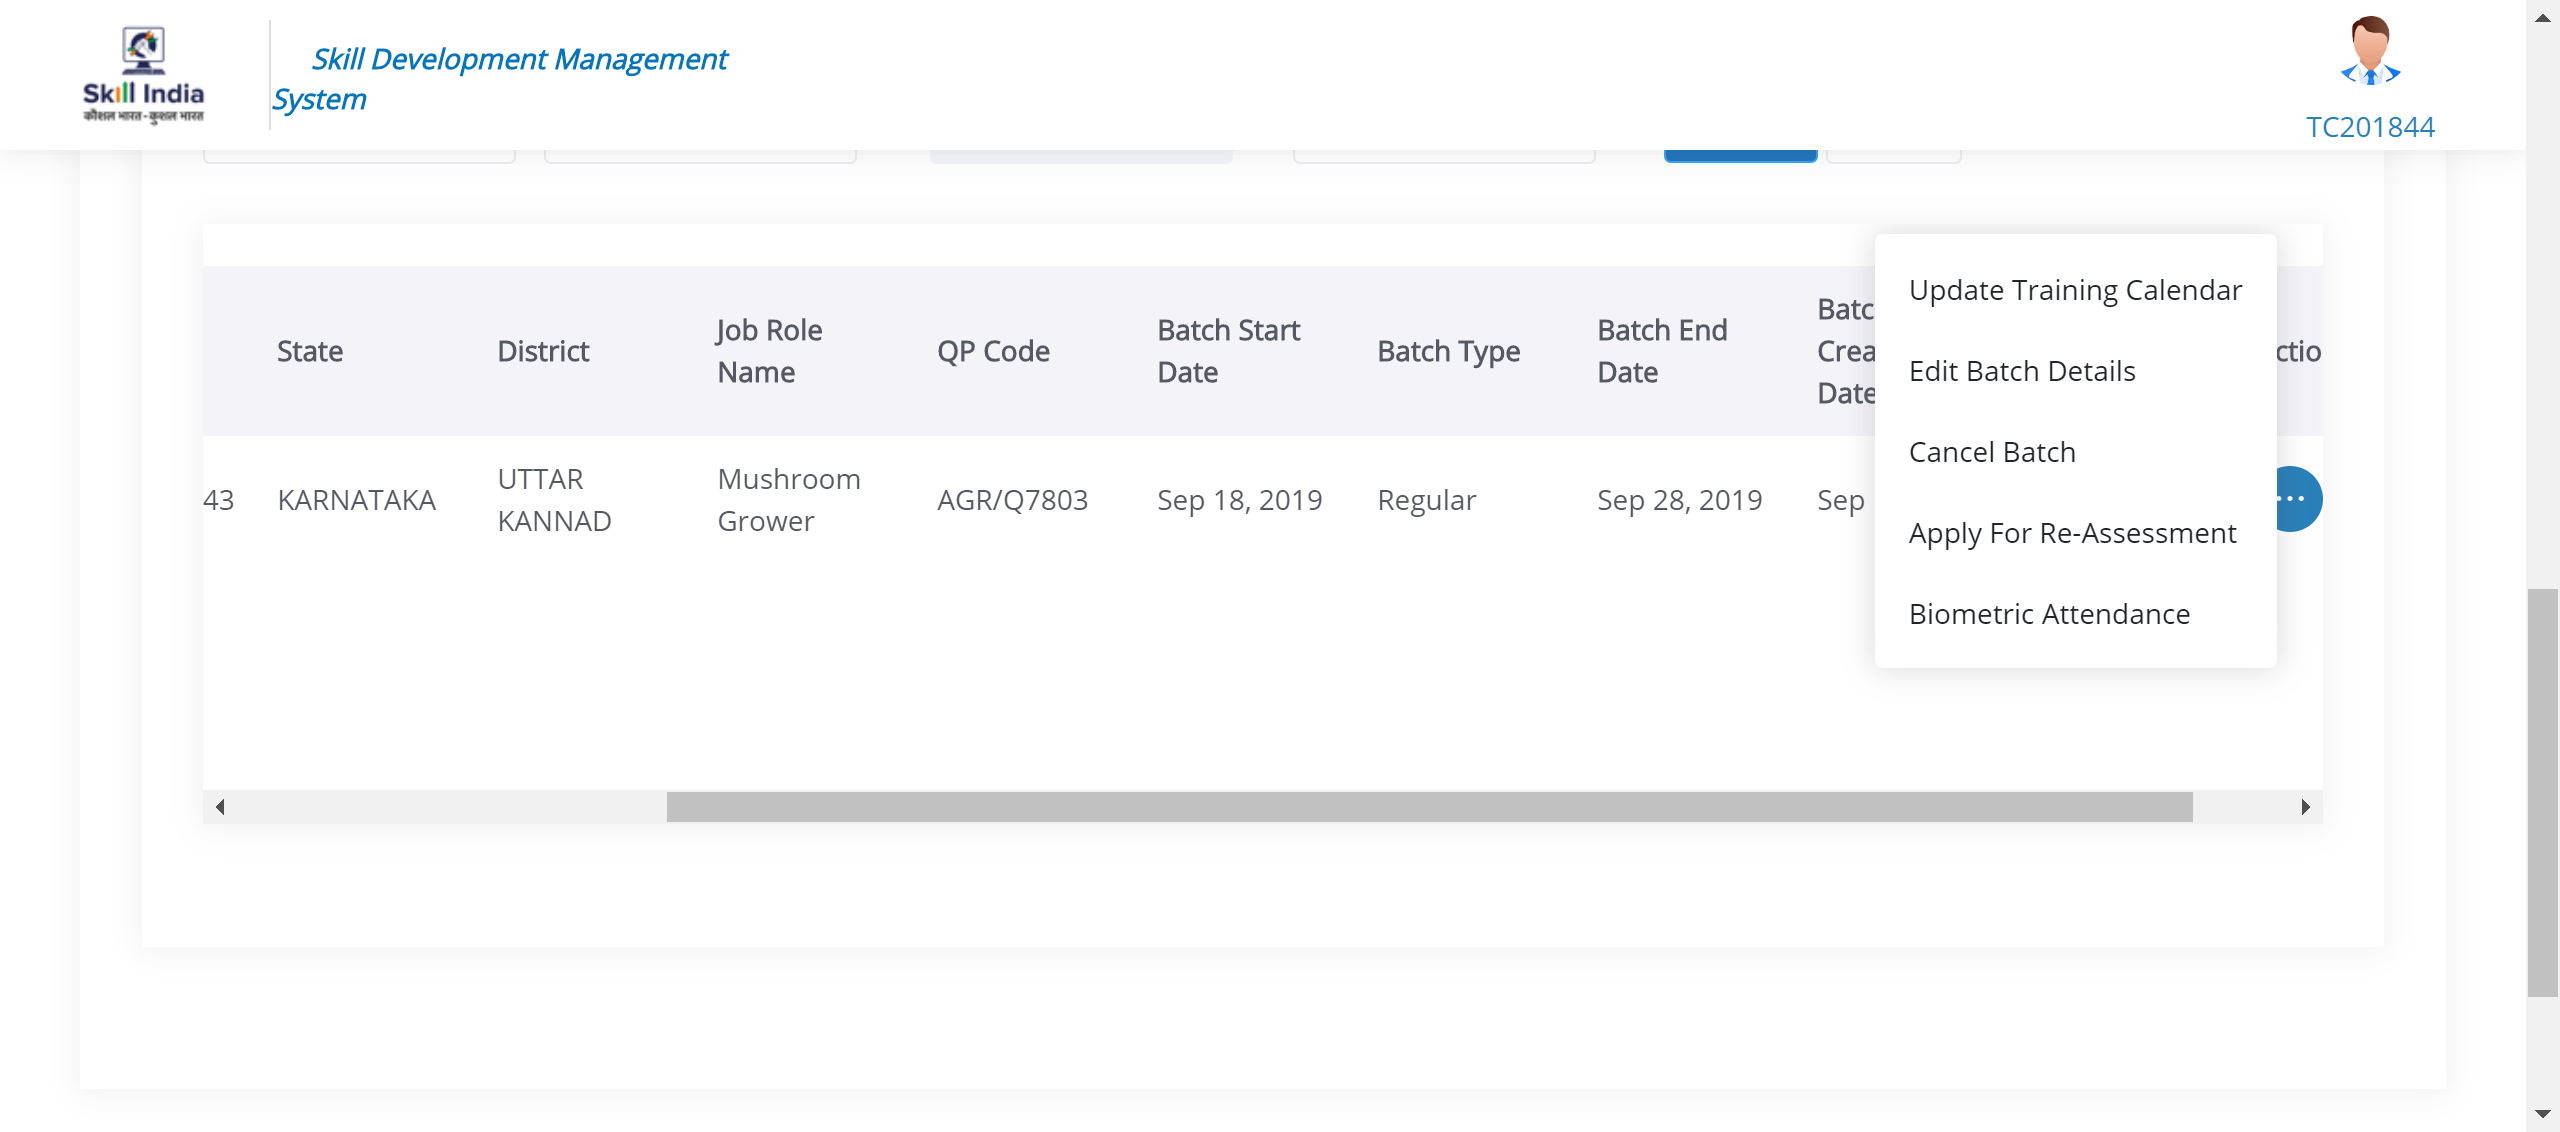 Skill India
कौशल भारत - कुशल भारत
Skill Development Management
System
TC201844
State
District
Job Role
Name
QP Code
Batch Start
Date
Batch Type
Batch End
Date
Batc
Crea
Date
ctio
43
KARNATAKA
UTTAR
KANNAD
Mushroom
Grower
AGR/Q7803
Sep 18, 2019
Regular
Sep 28, 2019
Sep
Update Training Calendar
Edit Batch Details
Cancel Batch
Apply For Re-Assessment
Biometric Attendance